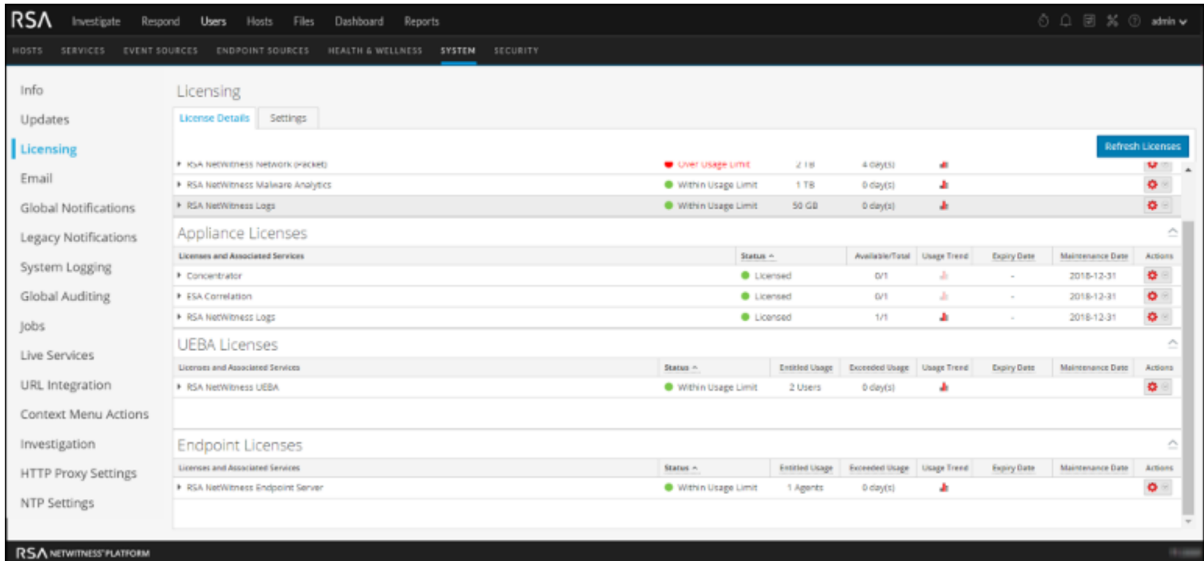 RSA Investigate Respond Users Hosts Files Dashboard Reports admin
HOSTS SERVICES EVENT SOURCES ENDPOINT SOURCES HEALTH & WELLNESS SYSTEM SECURITY
Info
Updates
Licensing
Email
Global Notifications
Legacy Notifications
System Logging
Global Auditing
Jobs
Live Services
URL Integration
Context Menu Actions
Investigation
HTTP Proxy Settings
NTP Settings
Licensing
License Details Settings
Refresh Licenses
RSA NetWitness Network (Packet) Over Usage Limit 2 TB 4 day(s)
RSA NetWitness Malware Analytics Within Usage Limit 1 TB 0 day(s)
RSA NetWitness Logs Within Usage Limit 50 GB 0 day(s)
Appliance Licenses
Licenses and Associated Services Status Available/Total Usage Trend Expiry Date Maintenance Date Actions
Concentrator Licensed 0/1 - 2018-12-31
ESA Correlation Licensed 0/1 - 2018-12-31
RSA NetWitness Logs Licensed 1/1 - 2018-12-31
UEBA Licenses
Licenses and Associated Services Status Entitled Usage Exceeded Usage Usage Trend Expiry Date Maintenance Date Actions
RSA NetWitness UEBA Within Usage Limit 2 Users 0 day(s)
Endpoint Licenses
Licenses and Associated Services Status Entitled Usage Exceeded Usage Usage Trend Expiry Date Maintenance Date Actions
RSA NetWitness Endpoint Server Within Usage Limit 1 Agents 0 day(s)
RSA NETWITNESS® PLATFORM